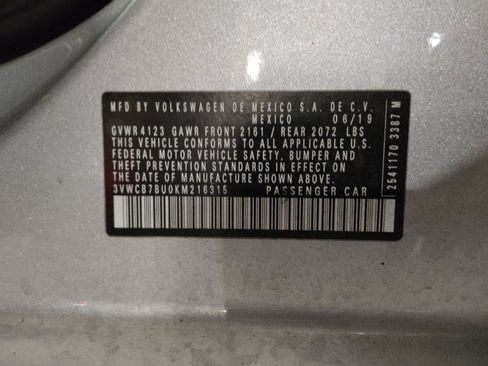 MFD BY VOLKSWAGEN DE MEXICO S.A. DE C.V.
MEXICO 06/19
GVWR 4123 GAWR FRONT 2161 / REAR 2072 LBS
THIS VEHICLE CONFORMS TO ALL APPLICABLE U.S.
FEDERAL MOTOR VEHICLE SAFETY, BUMPER AND
THEFT PREVENTION STANDARDS IN EFFECT ON
THE DATE OF MANUFACTURE SHOWN ABOVE.
3VWCB7BU0KM216315 PASSENGER CAR
2541170 3387 M